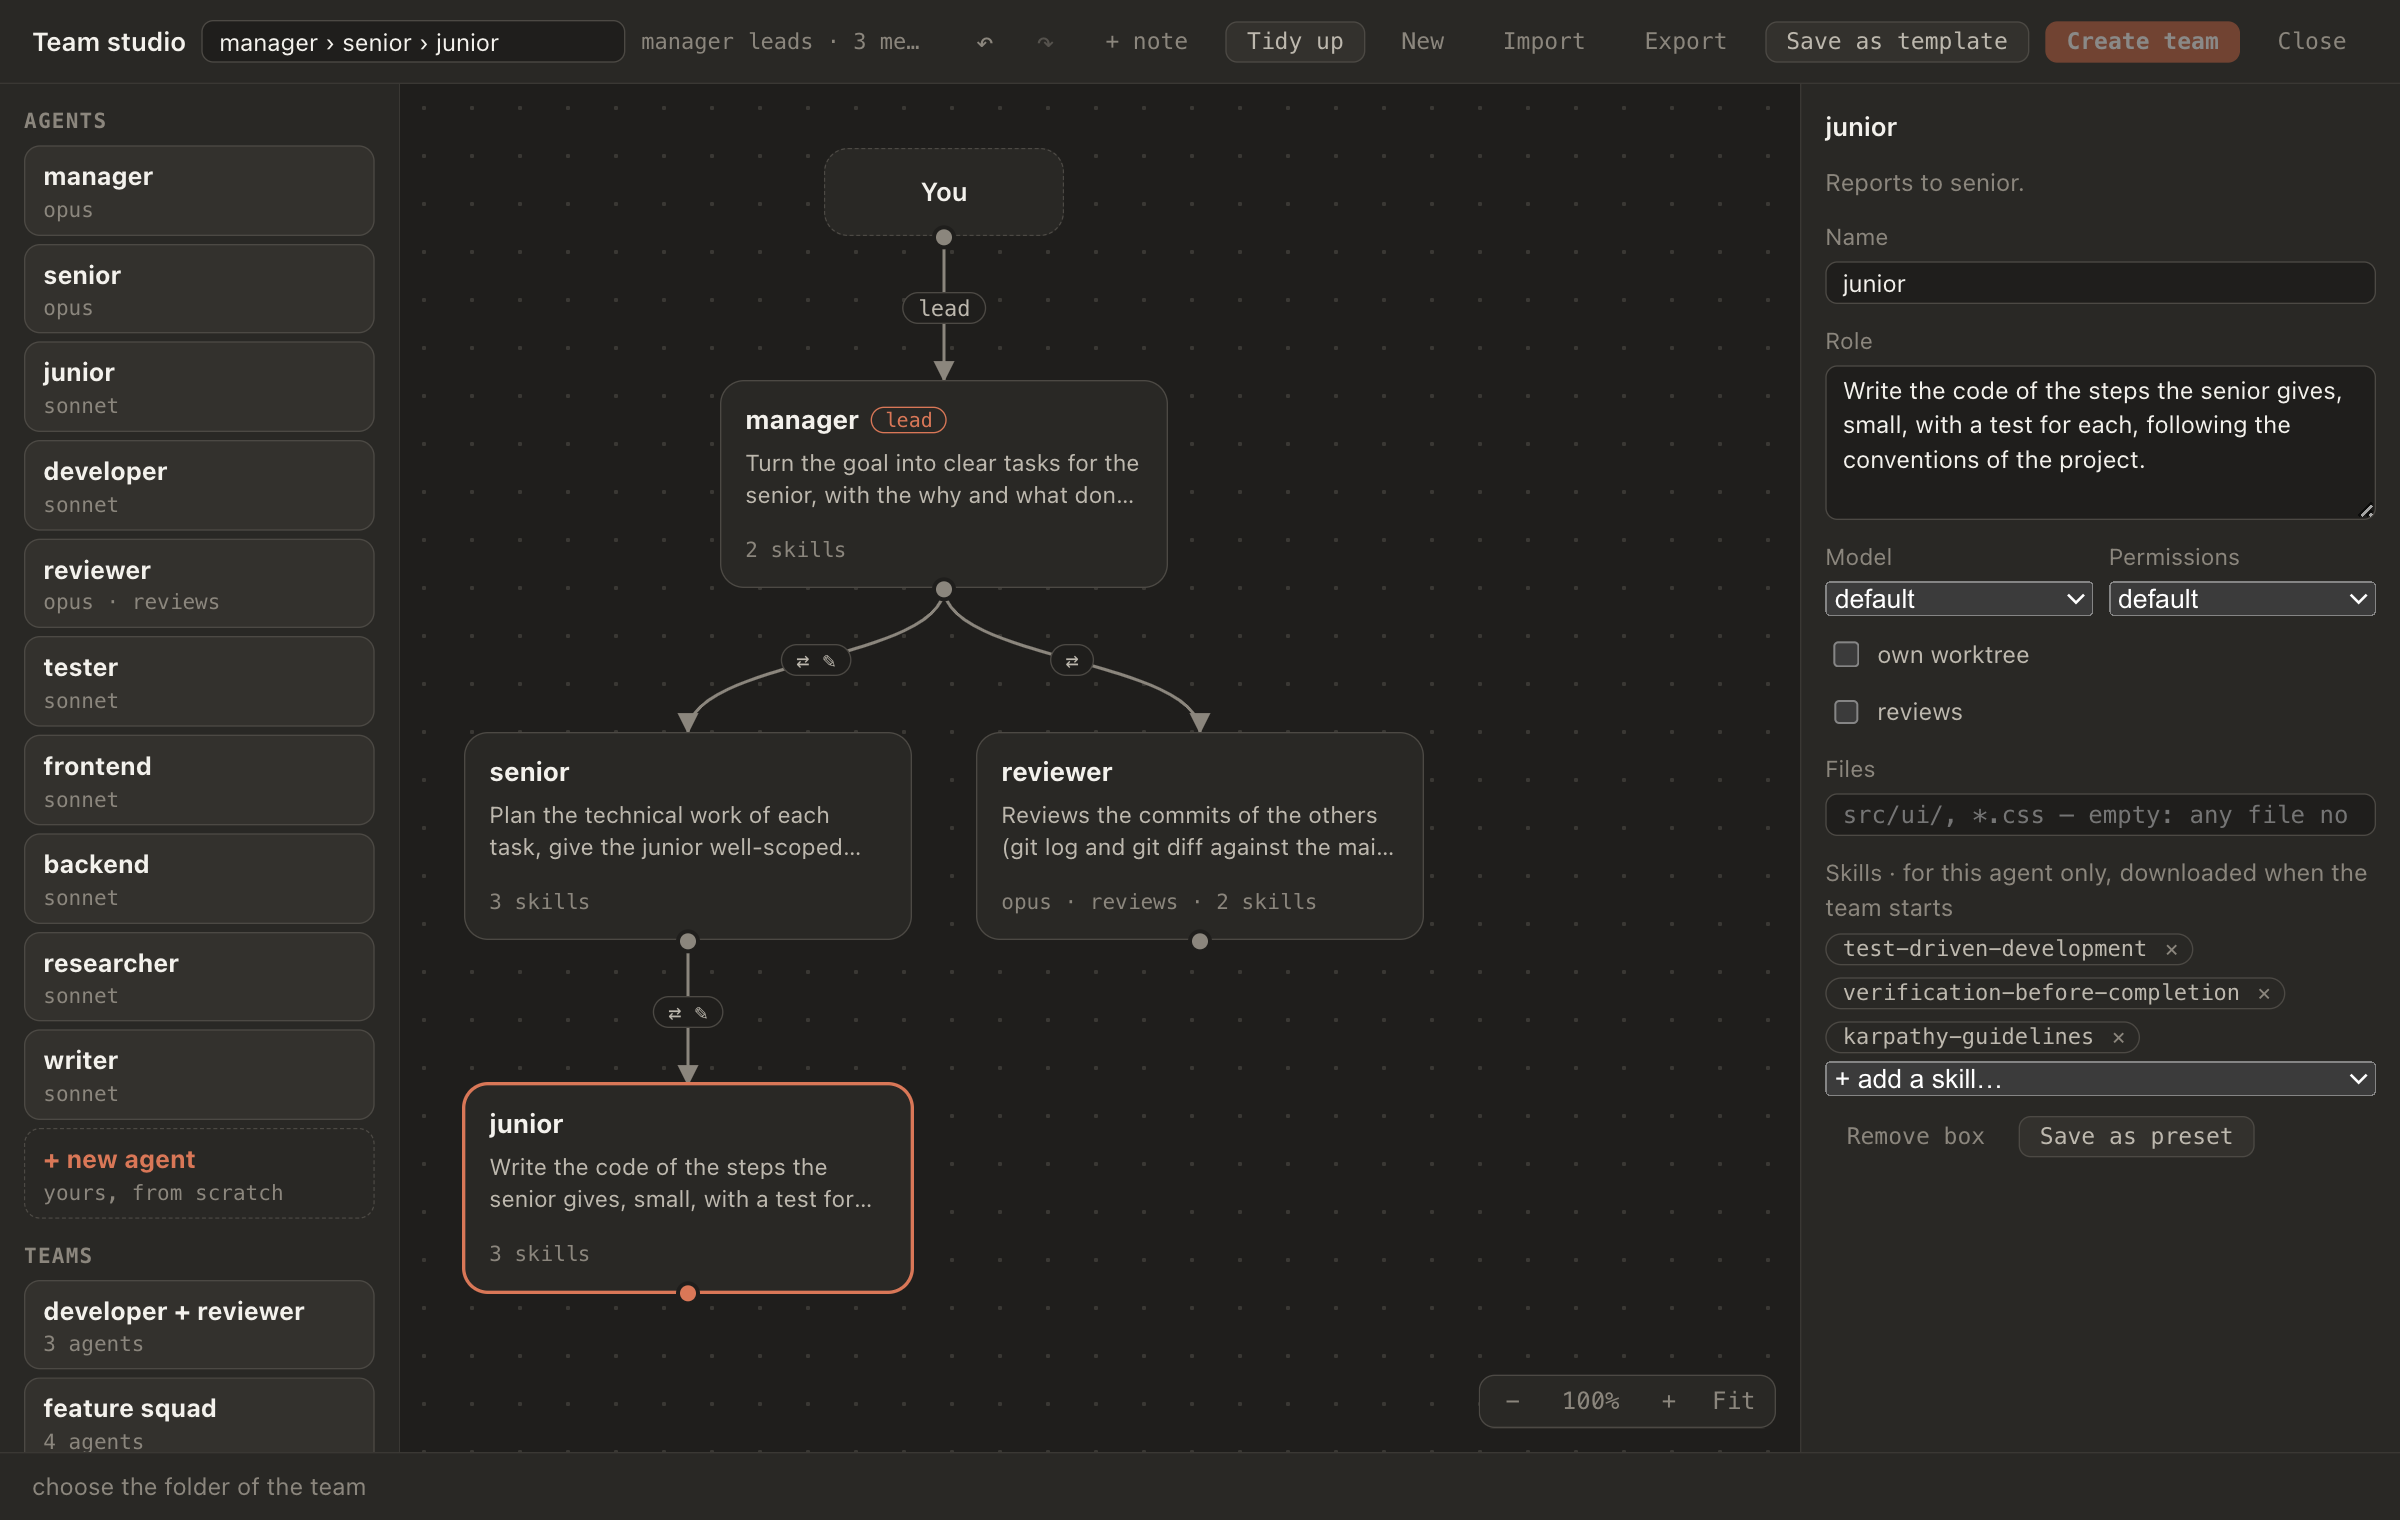 Team studio
manager › senior › junior
manager leads · 3 me…
+ note
Tidy up
New
Import
Export
Save as template
Create team
Close
AGENTS
manager
opus
senior
opus
junior
sonnet
developer
sonnet
reviewer
opus · reviews
tester
sonnet
frontend
sonnet
backend
sonnet
researcher
sonnet
writer
sonnet
+ new agent
yours, from scratch
TEAMS
developer + reviewer
3 agents
feature squad
4 agents
You
lead
manager lead
Turn the goal into clear tasks for the
senior, with the why and what don…
2 skills
senior
Plan the technical work of each
task, give the junior well-scoped…
3 skills
reviewer
Reviews the commits of the others
(git log and git diff against the mai…
opus · reviews · 2 skills
junior
Write the code of the steps the
senior gives, small, with a test for…
3 skills
− 100% + Fit
junior
Reports to senior.
Name
junior
Role
Write the code of the steps the senior gives,
small, with a test for each, following the
conventions of the project.
Model
Permissions
default
default
own worktree
reviews
Files
src/ui/, *.css — empty: any file no
Skills · for this agent only, downloaded when the
team starts
test-driven-development ×
verification-before-completion ×
karpathy-guidelines ×
+ add a skill…
Remove box
Save as preset
choose the folder of the team